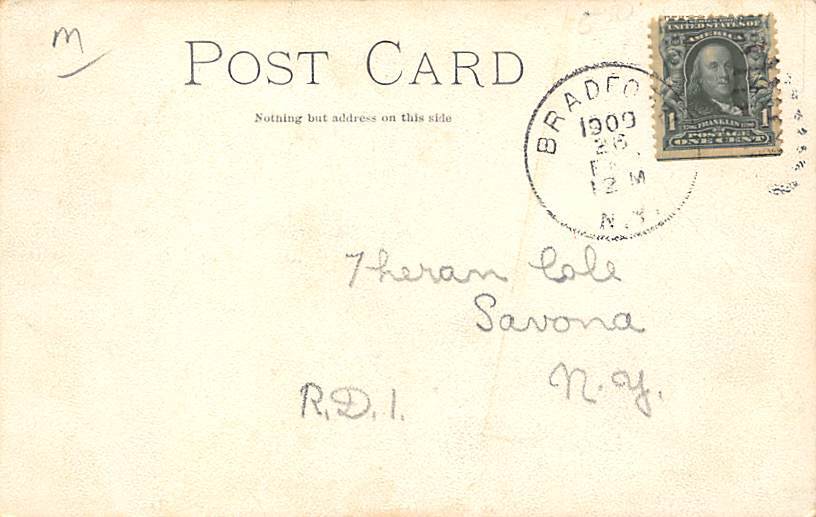 M
POST CARD
Nothing but address on this side
BRADFO
1909
26
12 M
N.Y.
UNITED STATES OF
AMERICA
1 FRANKLIN 1
POSTAGE
ONE CENT
Theran Cole
Savona
N.Y.
R.D.1.